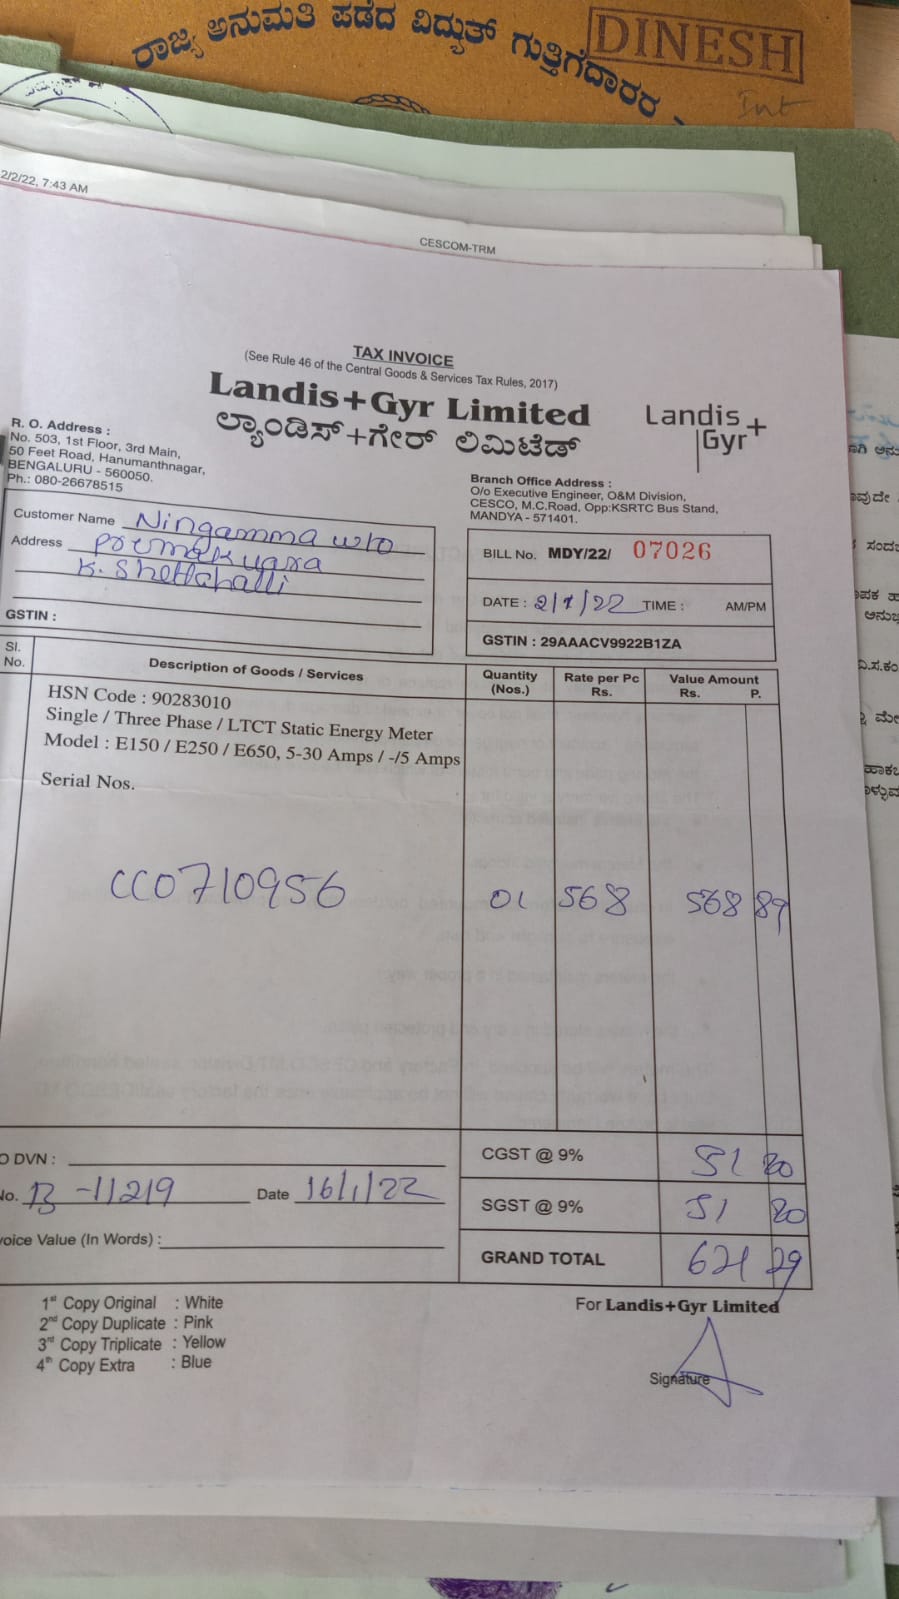 ರಾಜ್ಯ ಅನುಮತಿ ಪಡೆದ ವಿದ್ಯುತ್ ಗುತ್ತಿಗೆದಾರರ
DINESH
Int
2/2/22, 7:43 AM
CESCOM-TRM
TAX INVOICE
(See Rule 46 of the Central Goods & Services Tax Rules, 2017)
Landis+Gyr Limited
ಲ್ಯಾಂಡಿಸ್+ಗೇರ್ ಲಿಮಿಟೆಡ್
Landis+
Gyr
R. O. Address :
No. 503, 1st Floor, 3rd Main,
50 Feet Road, Hanumanthnagar,
BENGALURU - 560050.
Ph.: 080-26678515
Branch Office Address :
O/o Executive Engineer, O&M Division,
CESCO, M.C.Road, Opp:KSRTC Bus Stand,
MANDYA - 571401.
Customer Name Ningamma w/o
Address
K. Shettahalli
GSTIN :
BILL No. MDY/22/ 07026
DATE : 2/ /22 TIME : AM/PM
GSTIN : 29AAACV9922B1ZA
Sl. No. Description of Goods / Services Quantity (Nos.) Rate per Pc Rs. Value Amount Rs. P.
HSN Code : 90283010
Single / Three Phase / LTCT Static Energy Meter
Model : E150 / E250 / E650, 5-30 Amps / -/5 Amps
Serial Nos.
CC0710956 01 568 568 89
O DVN :
CGST @ 9% 51 20
No. B -11219 Date 16/1/22
SGST @ 9% 51 20
voice Value (In Words) :
GRAND TOTAL 671 29
1st Copy Original : White
2nd Copy Duplicate : Pink
3rd Copy Triplicate : Yellow
4th Copy Extra : Blue
For Landis+Gyr Limited
Signature